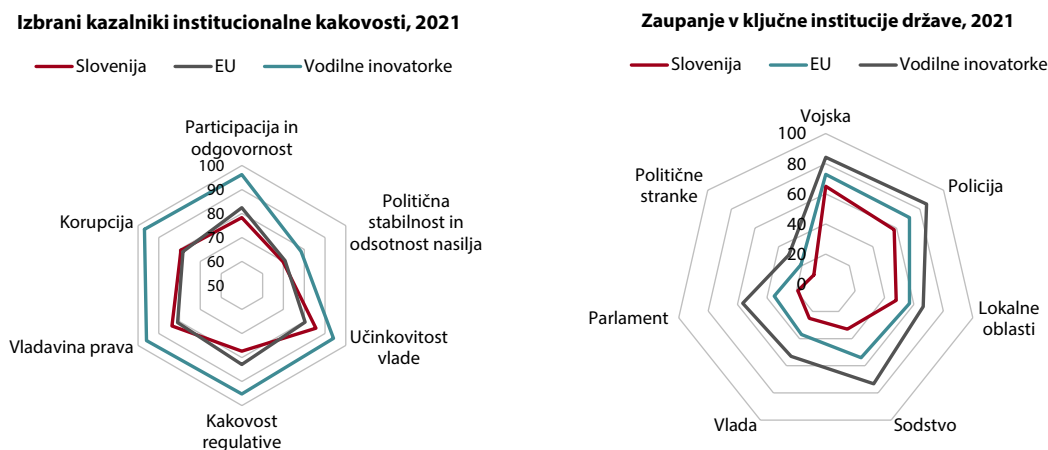 Izbrani kazalniki institucionalne kakovosti, 2021
Slovenija
EU
Vodilne inovatorke
Participacija in
odgovornost
Politična
stabilnost in
odsotnost nasilja
Učinkovitost
vlade
Kakovost
regulative
Vladavina prava
Korupcija
100
90
80
70
60
50
Zaupanje v ključne institucije države, 2021
Slovenija
EU
Vodilne inovatorke
Vojska
Policija
Lokalne
oblasti
Sodstvo
Vlada
Parlament
Politične
stranke
100
80
60
40
20
0